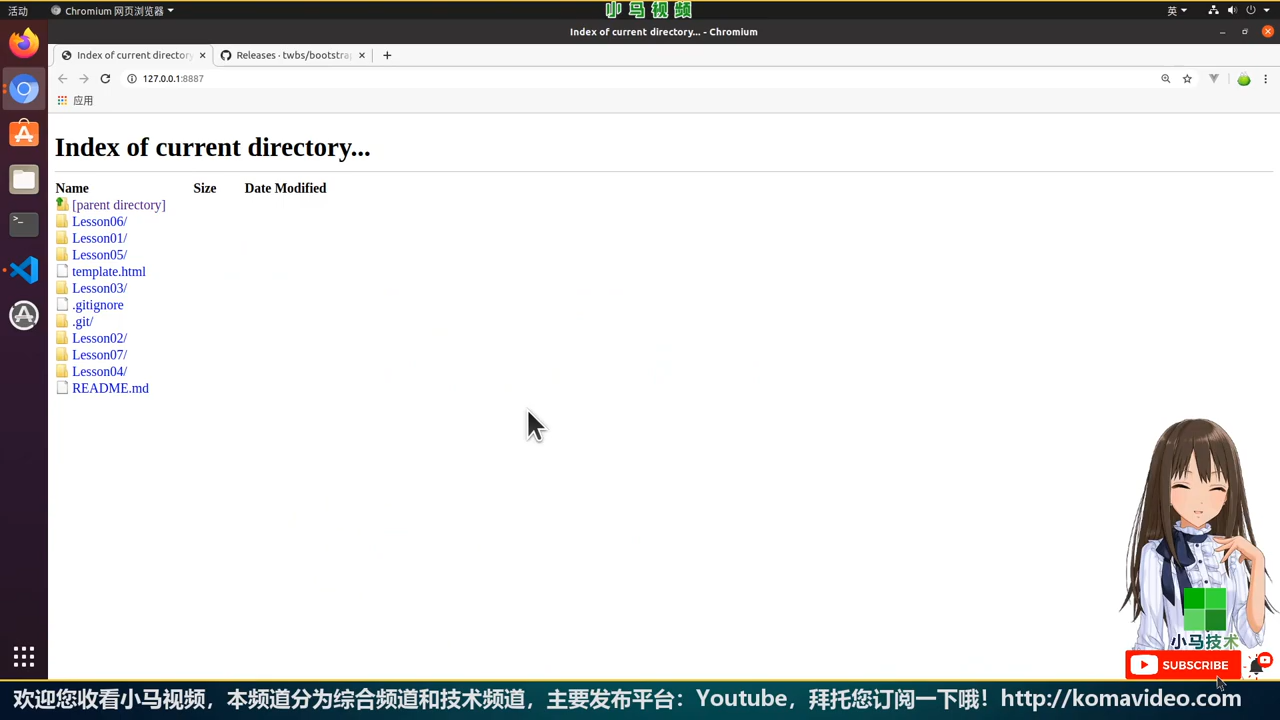 活动
Chromium 网页浏览器
小马视频
英
Index of current directory... - Chromium
Index of current directory
Releases · twbs/bootstrap
127.0.0.1:8887
应用
Index of current directory...
Name Size Date Modified
[parent directory]
Lesson06/
Lesson01/
Lesson05/
template.html
Lesson03/
.gitignore
.git/
Lesson02/
Lesson07/
Lesson04/
README.md
小马技术
SUBSCRIBE
欢迎您收看小马视频，本频道分为综合频道和技术频道，主要发布平台：Youtube，拜托您订阅一下哦！http://komavideo.com